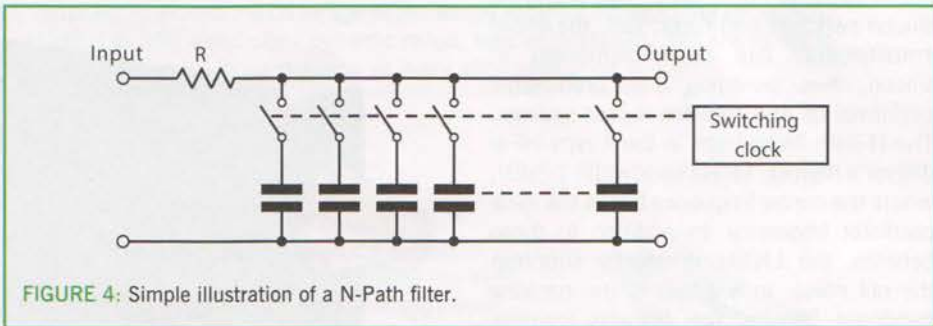 Input
R
Output
Switching
clock
FIGURE 4: Simple illustration of a N-Path filter.